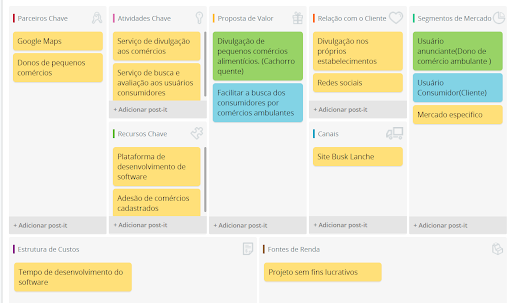 Parceiros Chave
Google Maps
Donos de pequenos
comércios
+ Adicionar post-it
Atividades Chave
Serviço de divulgação
aos comércios
Serviço de busca e
avaliação aos usuários
consumidores
+ Adicionar post-it
Recursos Chave
Plataforma de
desenvolvimento de
software
Adesão de comércios
cadastrados
+ Adicionar post-it
Proposta de Valor
Divulgação de
pequenos comércios
alimentícios. (Cachorro
quente)
Facilitar a busca dos
consumidores por
comércios ambulantes
+ Adicionar post-it
Relação com o Cliente
Divulgação nos
próprios
estabelecimentos
Redes sociais
+ Adicionar post-it
Canais
Site Busk Lanche
+ Adicionar post-it
Segmentos de Mercado
Usuário
anunciante(Dono de
comércio ambulante )
Usuário
Consumidor(Cliente)
Mercado especifico
+ Adicionar post-it
Estrutura de Custos
Tempo de desenvolvimento do
software
Fontes de Renda
Projeto sem fins lucrativos